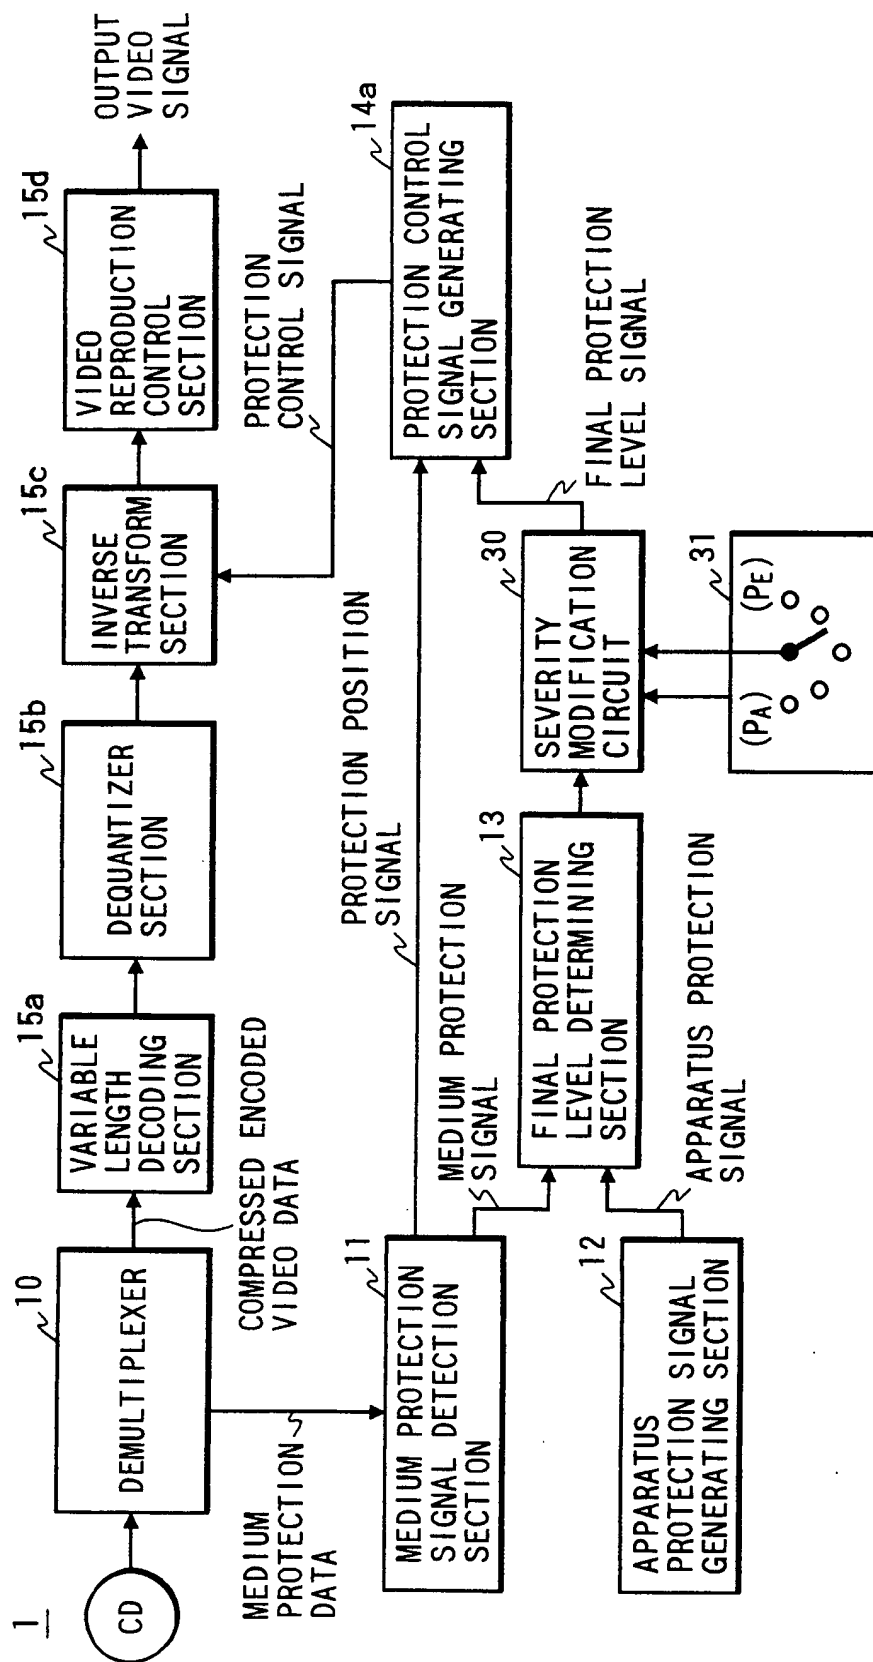 1
CD
10
DEMULTIPLEXER
COMPRESSED ENCODED
VIDEO DATA
15a
VARIABLE
LENGTH
DECODING
SECTION
15b
DEQUANTIZER
SECTION
15c
INVERSE
TRANSFORM
SECTION
15d
VIDEO
REPRODUCTION
CONTROL
SECTION
OUTPUT
VIDEO
SIGNAL
MEDIUM
PROTECTION
DATA
11
MEDIUM PROTECTION
SIGNAL DETECTION
SECTION
PROTECTION POSITION
SIGNAL
PROTECTION
CONTROL SIGNAL
14a
PROTECTION CONTROL
SIGNAL GENERATING
SECTION
MEDIUM PROTECTION
SIGNAL
12
APPARATUS
PROTECTION SIGNAL
GENERATING SECTION
APPARATUS PROTECTION
SIGNAL
13
FINAL PROTECTION
LEVEL DETERMINING
SECTION
30
SEVERITY
MODIFICATION
CIRCUIT
FINAL PROTECTION
LEVEL SIGNAL
31
(PA)
(PE)